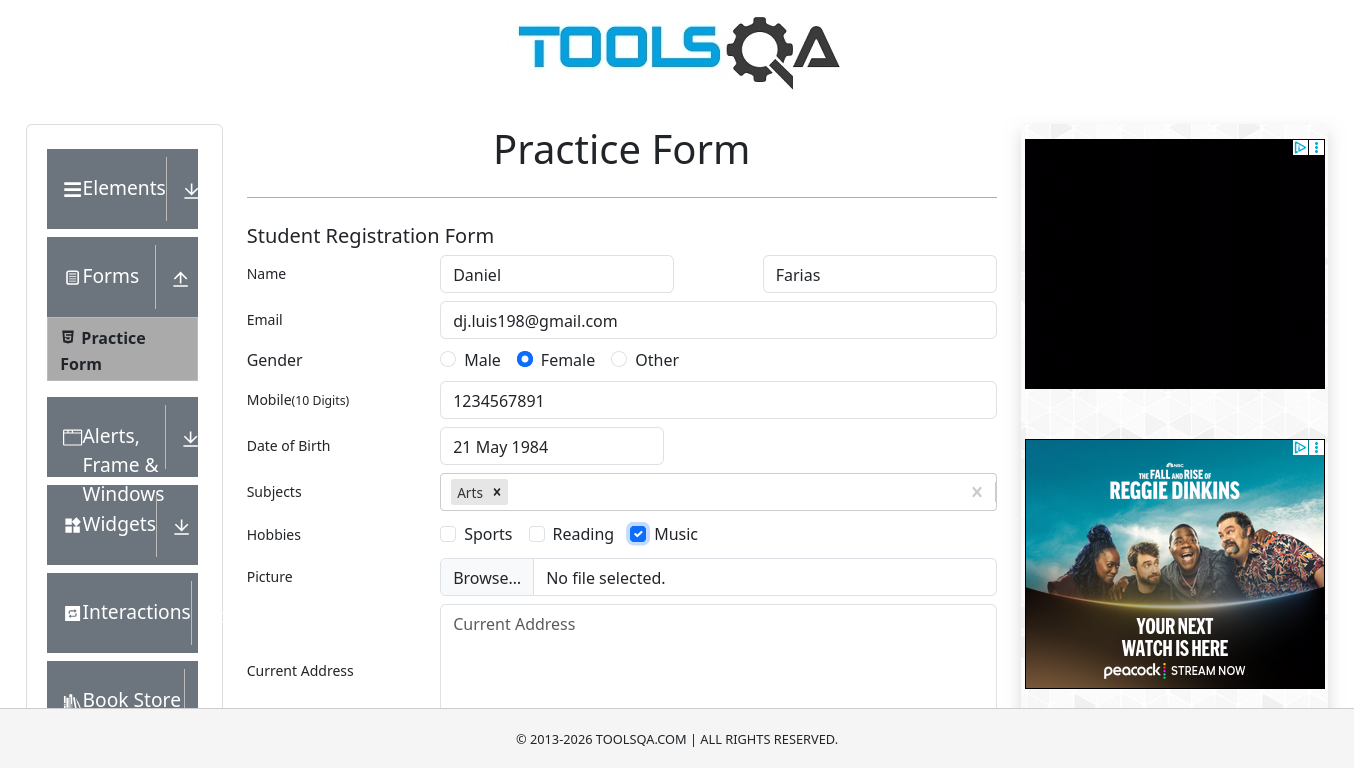 TOOLSQA
Practice Form
Elements
Forms
Practice
Form
Alerts,
Frame &
Windows
Widgets
Interactions
Book Store
Student Registration Form
Name
Daniel
Farias
Email
dj.luis198@gmail.com
Gender
Male
Female
Other
Mobile(10 Digits)
1234567891
Date of Birth
21 May 1984
Subjects
Arts
Hobbies
Sports
Reading
Music
Picture
Browse...
No file selected.
Current Address
Current Address
NBC
THE FALL AND RISE OF
REGGIE DINKINS
YOUR NEXT
WATCH IS HERE
peacock STREAM NOW
© 2013-2026 TOOLSQA.COM | ALL RIGHTS RESERVED.